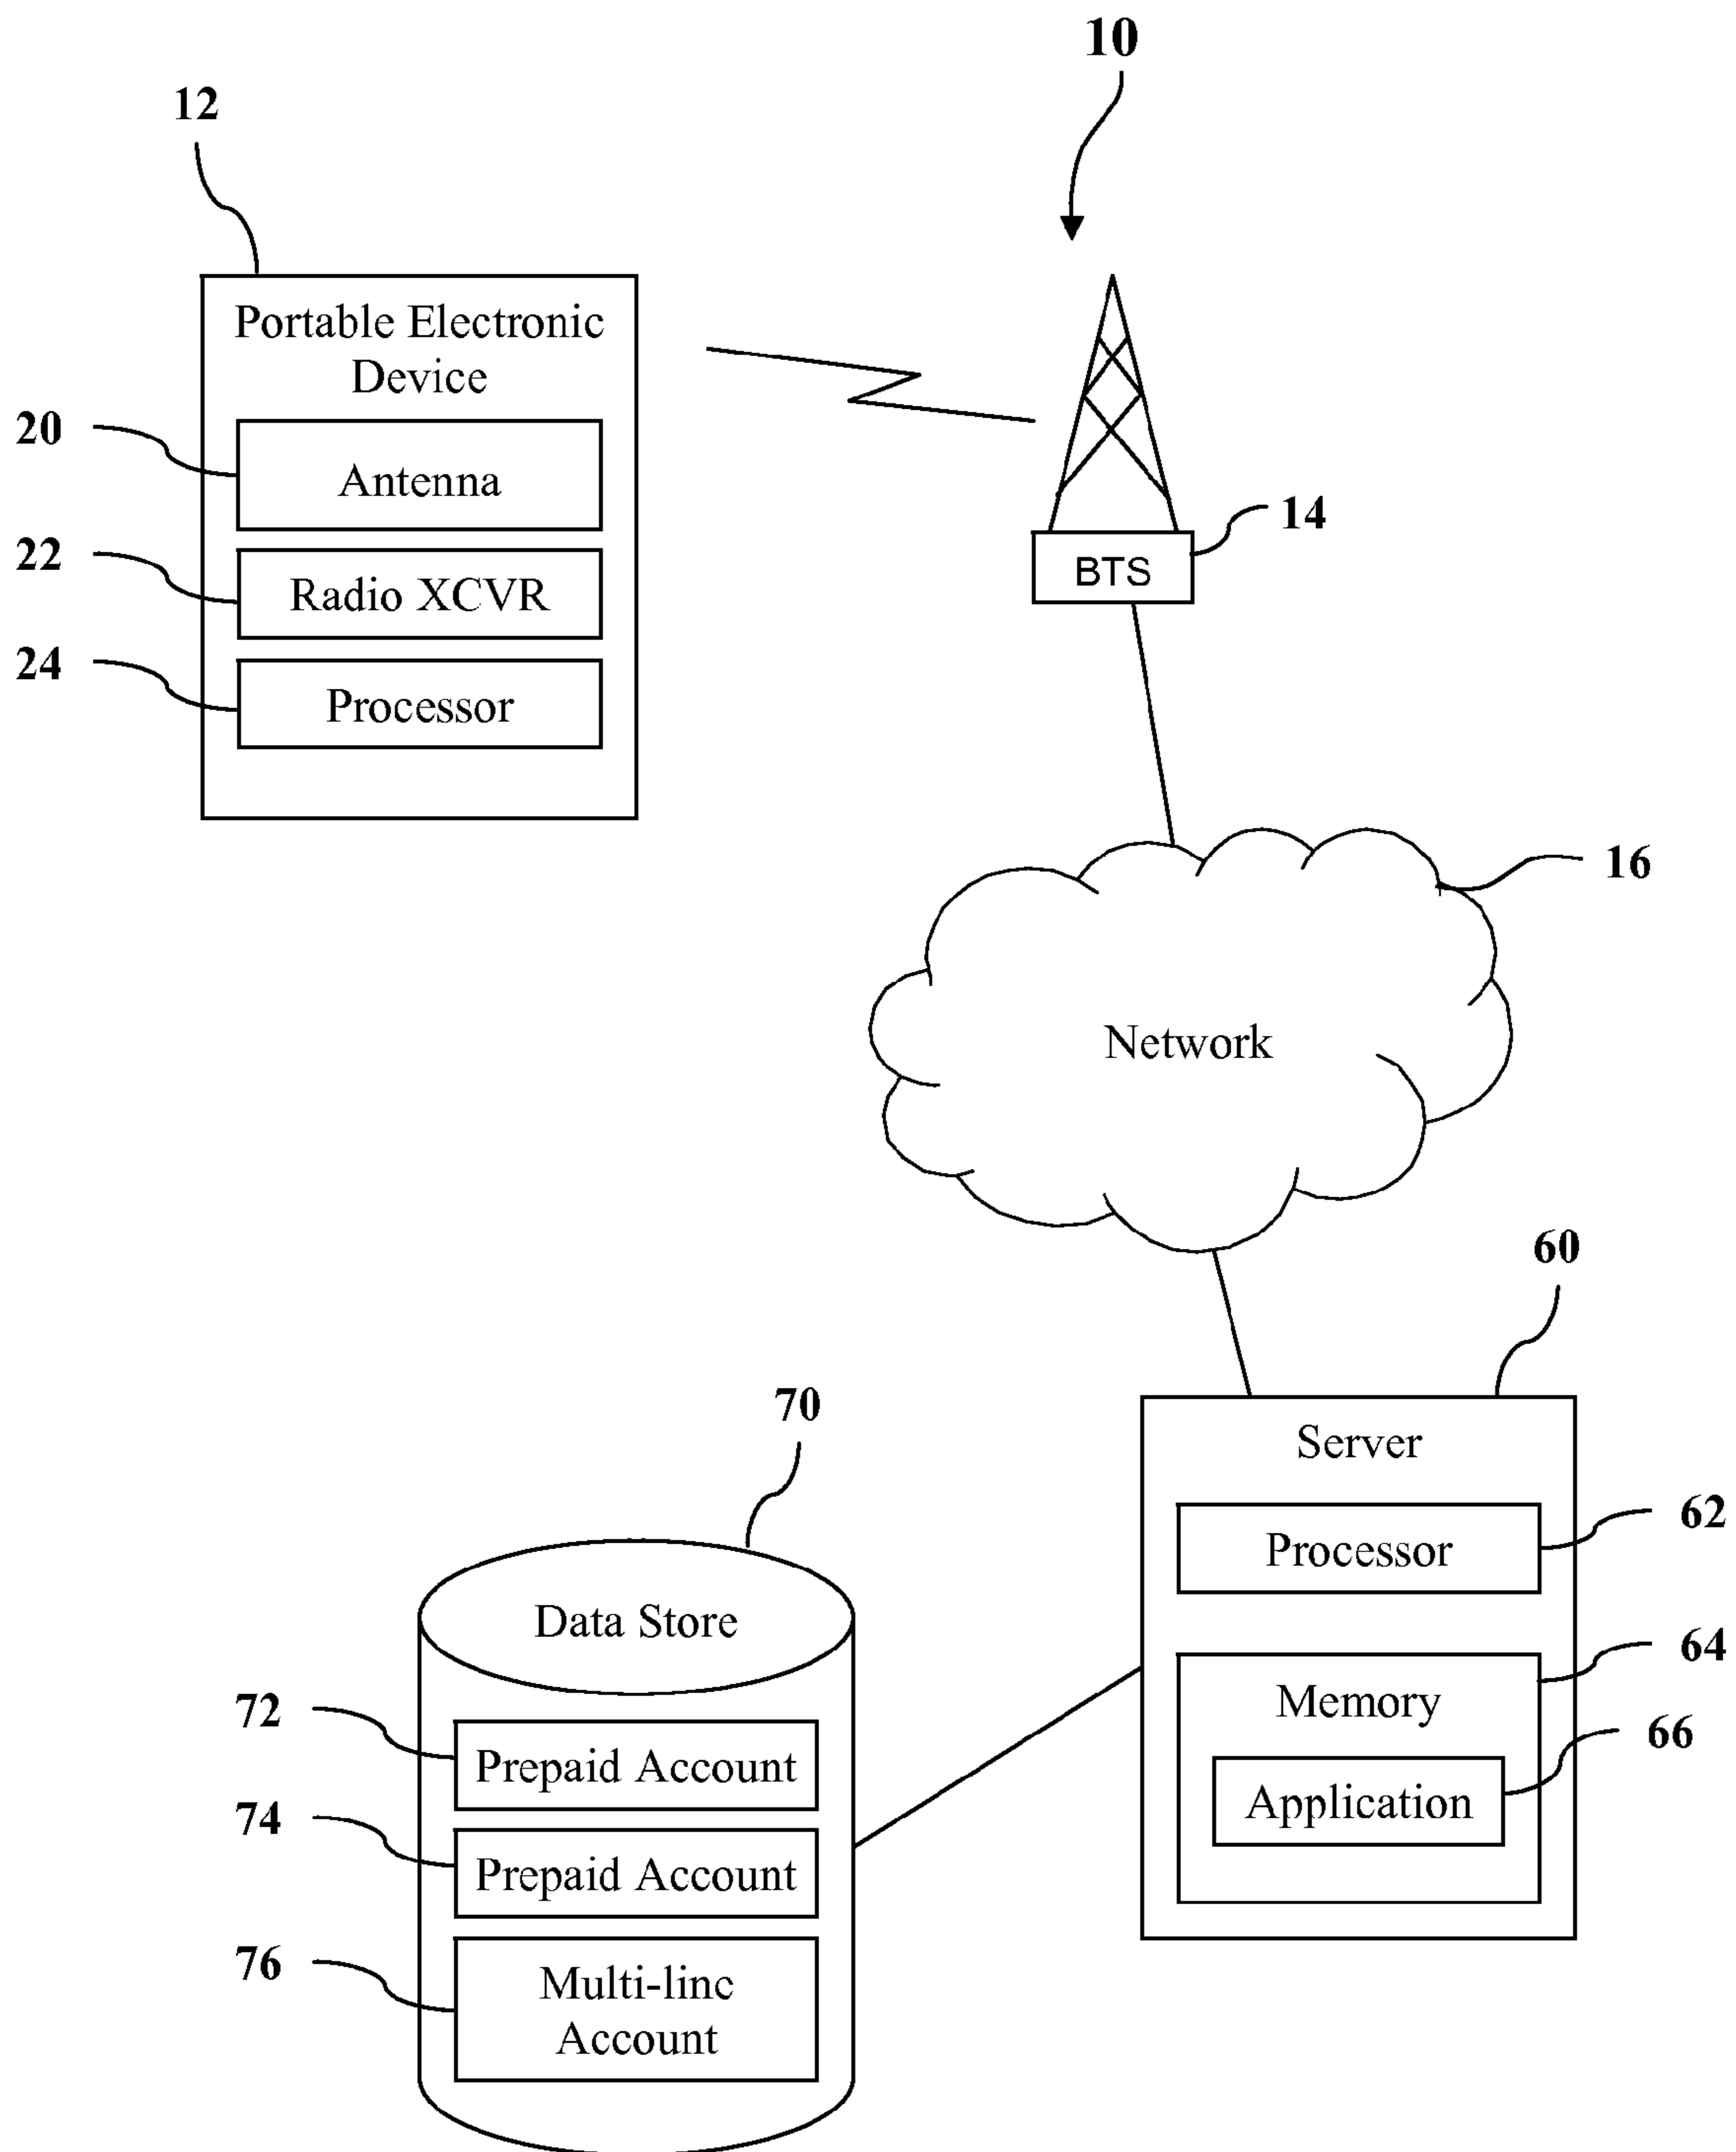 10
12
Portable Electronic
Device
20
Antenna
14
22
BTS
Radio XCVR
24
Processor
16
Network
60
70
Server
62
Processor
Data Store
64
Memory
72
66
Prepaid Account
Application
74
Prepaid Account
76
Multi-line
Account